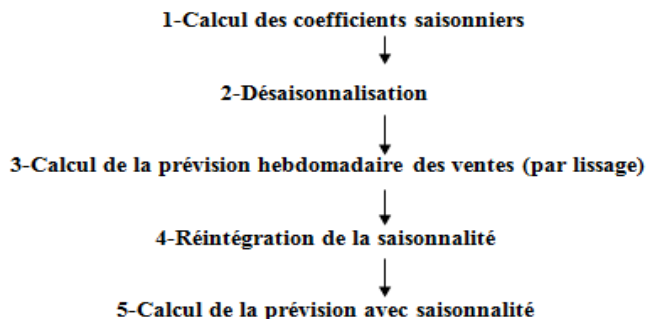 1-Calcul des coefficients saisonniers
2-Désaisonnalisation
3-Calcul de la prévision hebdomadaire des ventes (par lissage)
4-Réintégration de la saisonnalité
5-Calcul de la prévision avec saisonnalité